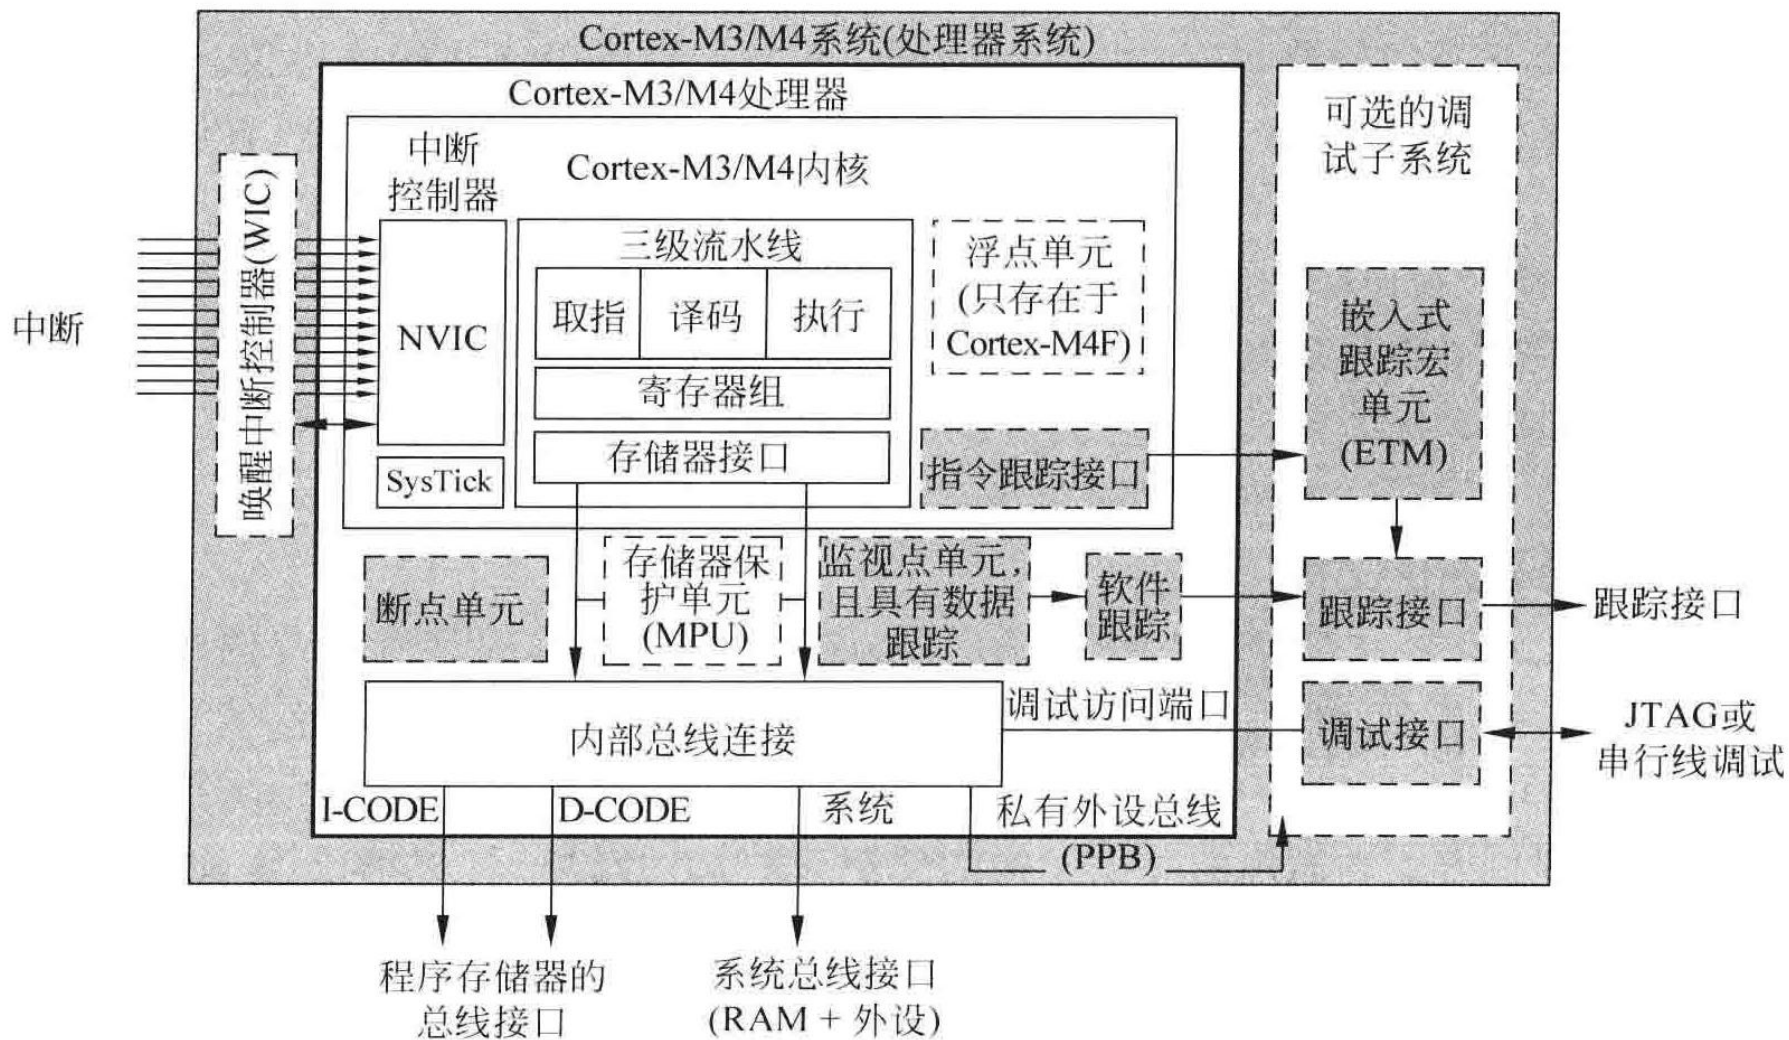 Cortex-M3/M4系统(处理器系统)
Cortex-M3/M4处理器
可选的调
试子系统
中断
控制器
Cortex-M3/M4内核
唤醒中断控制器(WIC)
中断
NVIC
SysTick
三级流水线
取指
译码
执行
寄存器组
存储器接口
浮点单元
(只存在于
Cortex-M4F)
指令跟踪接口
嵌入式
跟踪宏
单元
(ETM)
断点单元
存储器保
护单元
(MPU)
监视点单元,
且具有数据
跟踪
软件
跟踪
跟踪接口
跟踪接口
内部总线连接
调试访问端口
调试接口
JTAG或
串行线调试
I-CODE
D-CODE
系统
私有外设总线
(PPB)
程序存储器的
总线接口
系统总线接口
(RAM + 外设)